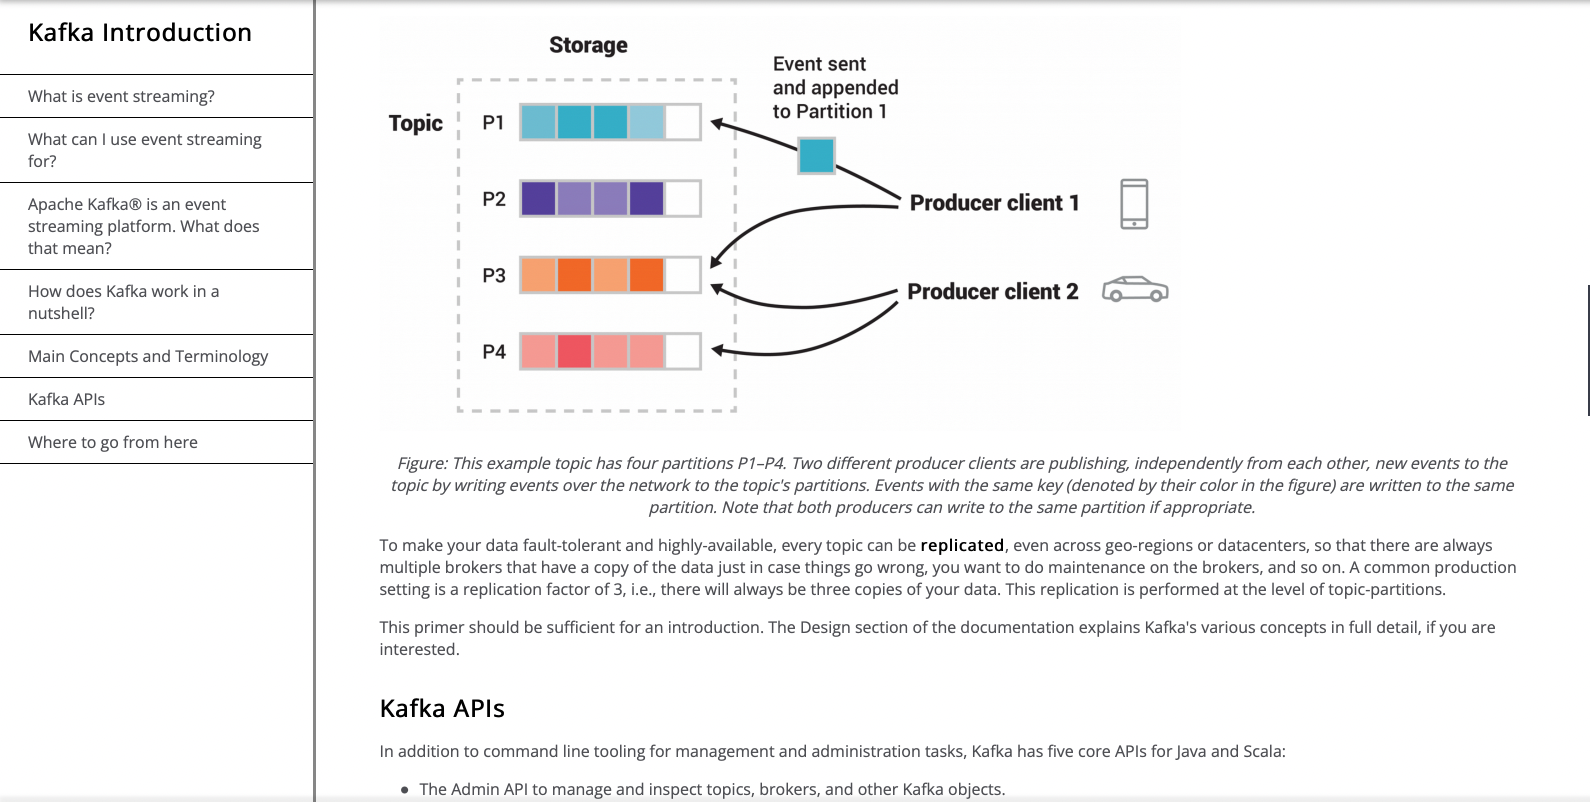 Kafka Introduction
What is event streaming?
What can I use event streaming
for?
Apache Kafka® is an event
streaming platform. What does
that mean?
How does Kafka work in a
nutshell?
Main Concepts and Terminology
Kafka APIs
Where to go from here
Storage
Event sent
and appended
to Partition 1
Topic
P1
P2
Producer client 1
P3
Producer client 2
P4
Figure: This example topic has four partitions P1–P4. Two different producer clients are publishing, independently from each other, new events to the
topic by writing events over the network to the topic's partitions. Events with the same key (denoted by their color in the figure) are written to the same
partition. Note that both producers can write to the same partition if appropriate.
To make your data fault-tolerant and highly-available, every topic can be replicated, even across geo-regions or datacenters, so that there are always
multiple brokers that have a copy of the data just in case things go wrong, you want to do maintenance on the brokers, and so on. A common production
setting is a replication factor of 3, i.e., there will always be three copies of your data. This replication is performed at the level of topic-partitions.
This primer should be sufficient for an introduction. The Design section of the documentation explains Kafka's various concepts in full detail, if you are
interested.
Kafka APIs
In addition to command line tooling for management and administration tasks, Kafka has five core APIs for Java and Scala:
• The Admin API to manage and inspect topics, brokers, and other Kafka objects.